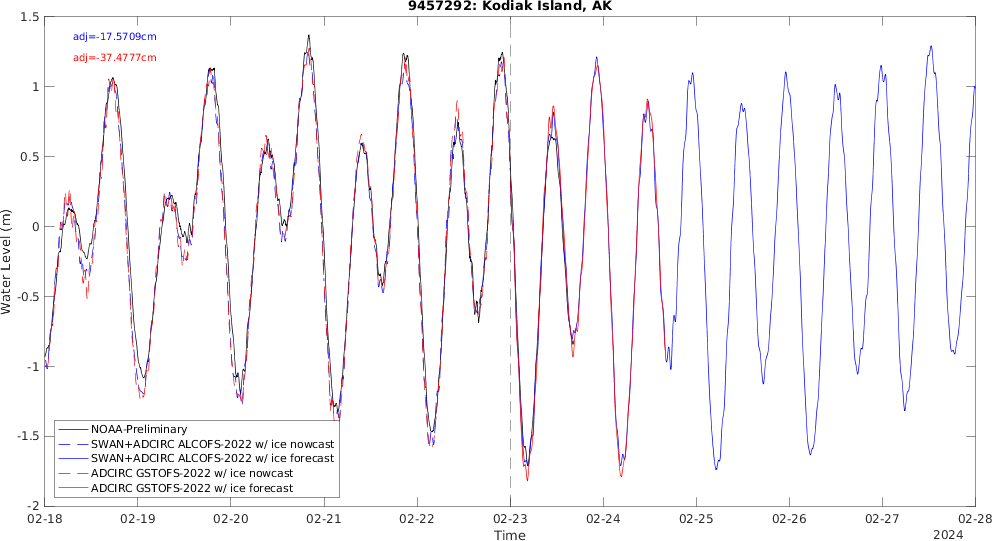 9457292: Kodiak Island, AK
adj=-17.5709cm
adj=-37.4777cm
1.5
1
0.5
0
-0.5
-1
-1.5
-2
Water Level (m)
NOAA-Preliminary
SWAN+ADCIRC ALCOFS-2022 w/ ice nowcast
SWAN+ADCIRC ALCOFS-2022 w/ ice forecast
ADCIRC GSTOFS-2022 w/ ice nowcast
ADCIRC GSTOFS-2022 w/ ice forecast
02-18 02-19 02-20 02-21 02-22 02-23 02-24 02-25 02-26 02-27 02-28
Time
2024